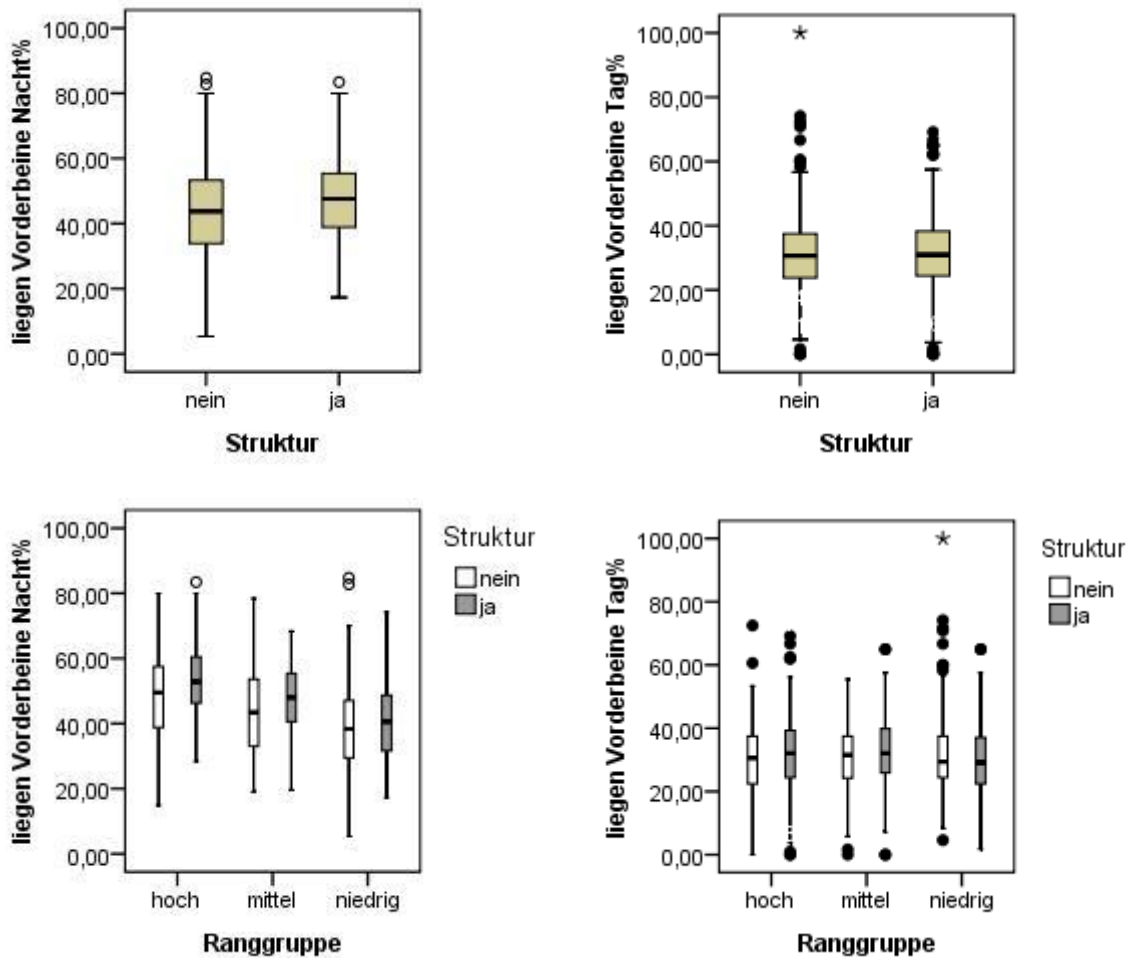 liegen Vorderbeine Nacht%
100,00
80,00
60,00
40,00
20,00
0,00
nein ja
Struktur
liegen Vorderbeine Tag%
100,00
80,00
60,00
40,00
20,00
0,00
nein ja
Struktur
liegen Vorderbeine Nacht%
100,00
80,00
60,00
40,00
20,00
0,00
hoch mittel niedrig
Ranggruppe
Struktur
nein
ja
liegen Vorderbeine Tag%
100,00
80,00
60,00
40,00
20,00
0,00
hoch mittel niedrig
Ranggruppe
Struktur
nein
ja